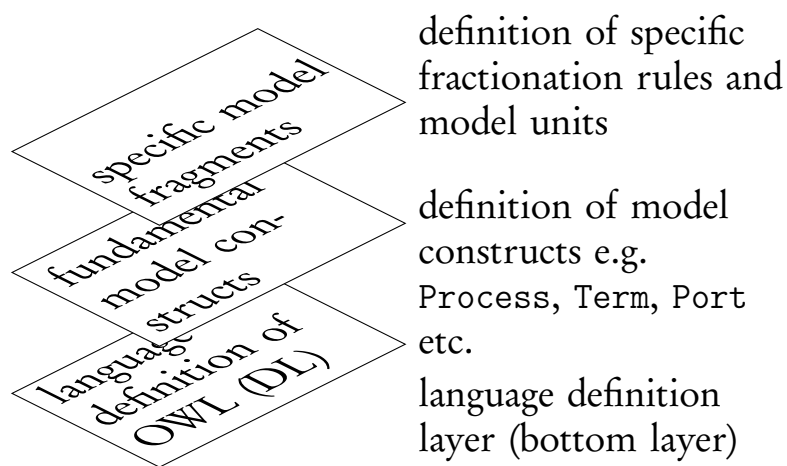 specific model
fragments
definition of specific
fractionation rules and
model units
fundamental
model con-
structs
definition of model
constructs e.g.
Process, Term, Port
etc.
language
definition of
OWL (DL)
language definition
layer (bottom layer)